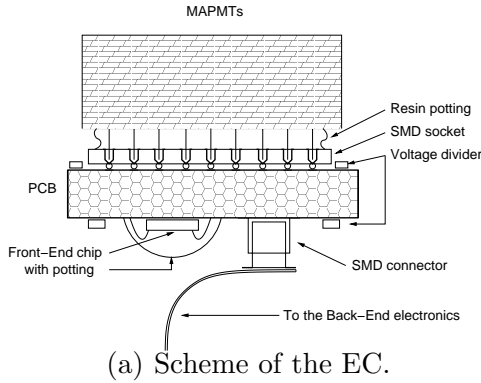 MAPMTs
Resin potting
SMD socket
Voltage divider
PCB
Front−End chip
with potting
SMD connector
To the Back−End electronics
(a) Scheme of the EC.